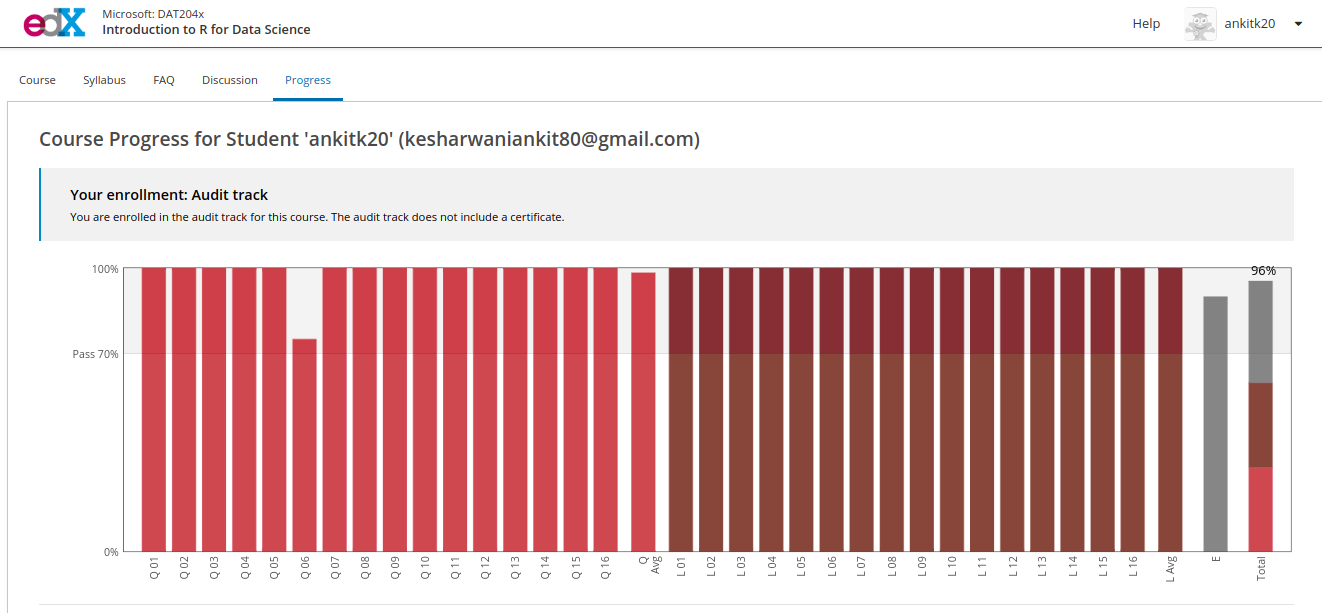 edX
Microsoft: DAT204x
Introduction to R for Data Science
Help
ankitk20
Course
Syllabus
FAQ
Discussion
Progress
Course Progress for Student 'ankitk20' (kesharwaniankit80@gmail.com)
Your enrollment: Audit track
You are enrolled in the audit track for this course. The audit track does not include a certificate.
100%
Pass 70%
0%
96%
Q 01
Q 02
Q 03
Q 04
Q 05
Q 06
Q 07
Q 08
Q 09
Q 10
Q 11
Q 12
Q 13
Q 14
Q 15
Q 16
Q
Avg
L 01
L 02
L 03
L 04
L 05
L 06
L 07
L 08
L 09
L 10
L 11
L 12
L 13
L 14
L 15
L 16
L Avg
E
Total